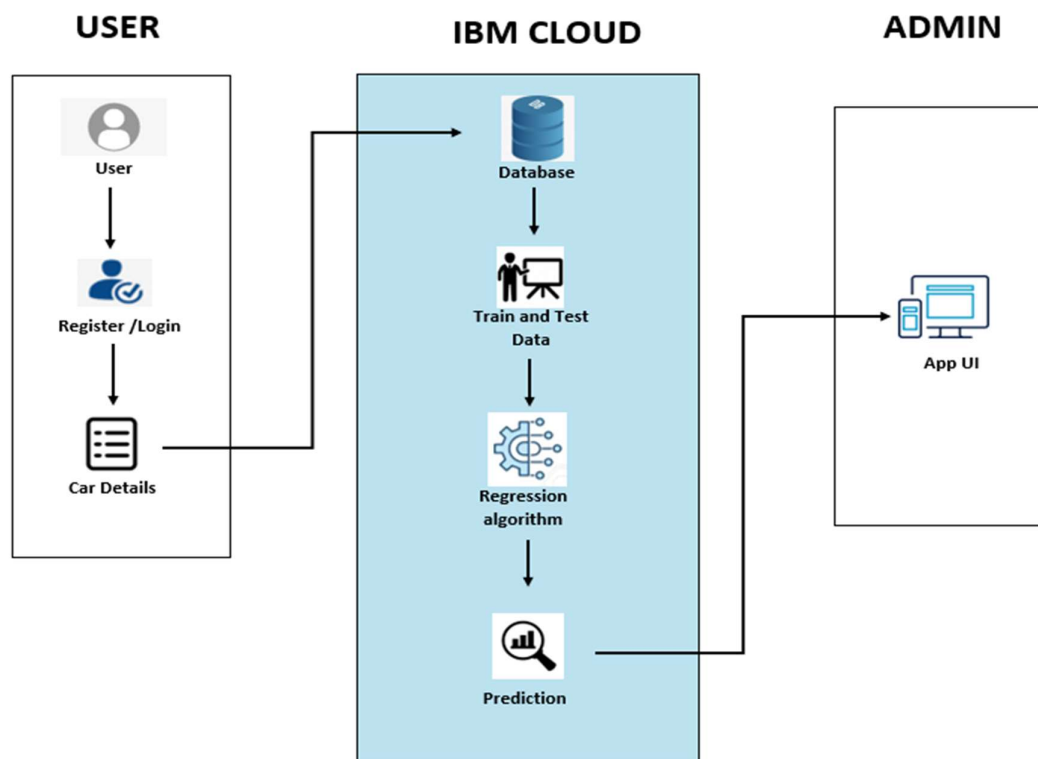 USER
IBM CLOUD
ADMIN
User
Register /Login
Car Details
Database
Train and Test
Data
Regression
algorithm
Prediction
App UI